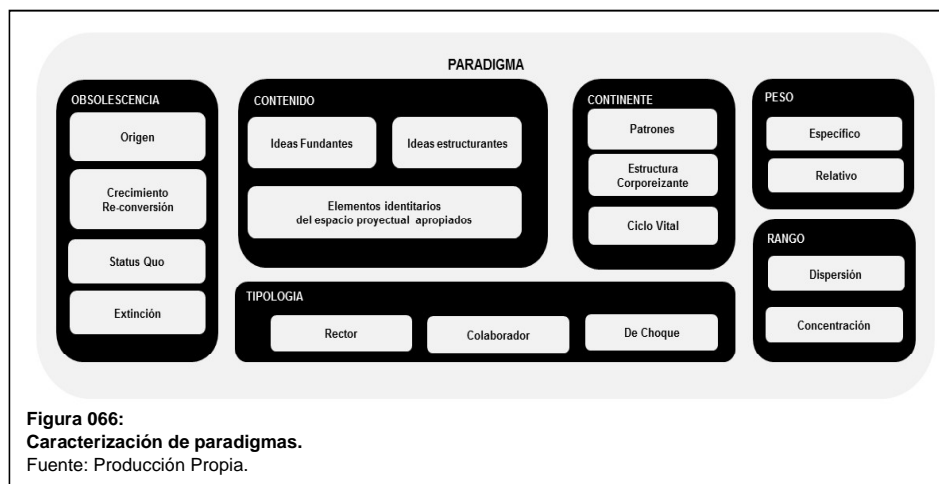 PARADIGMA
OBSOLESCENCIA
Origen
Crecimiento
Re-conversión
Status Quo
Extinción
CONTENIDO
Ideas Fundantes
Ideas estructurantes
Elementos identitarios
del espacio proyectual apropiados
CONTINENTE
Patrones
Estructura
Corporeizante
Ciclo Vital
PESO
Específico
Relativo
RANGO
Dispersión
Concentración
TIPOLOGIA
Rector
Colaborador
De Choque
Figura 066:
Caracterización de paradigmas.
Fuente: Producción Propia.